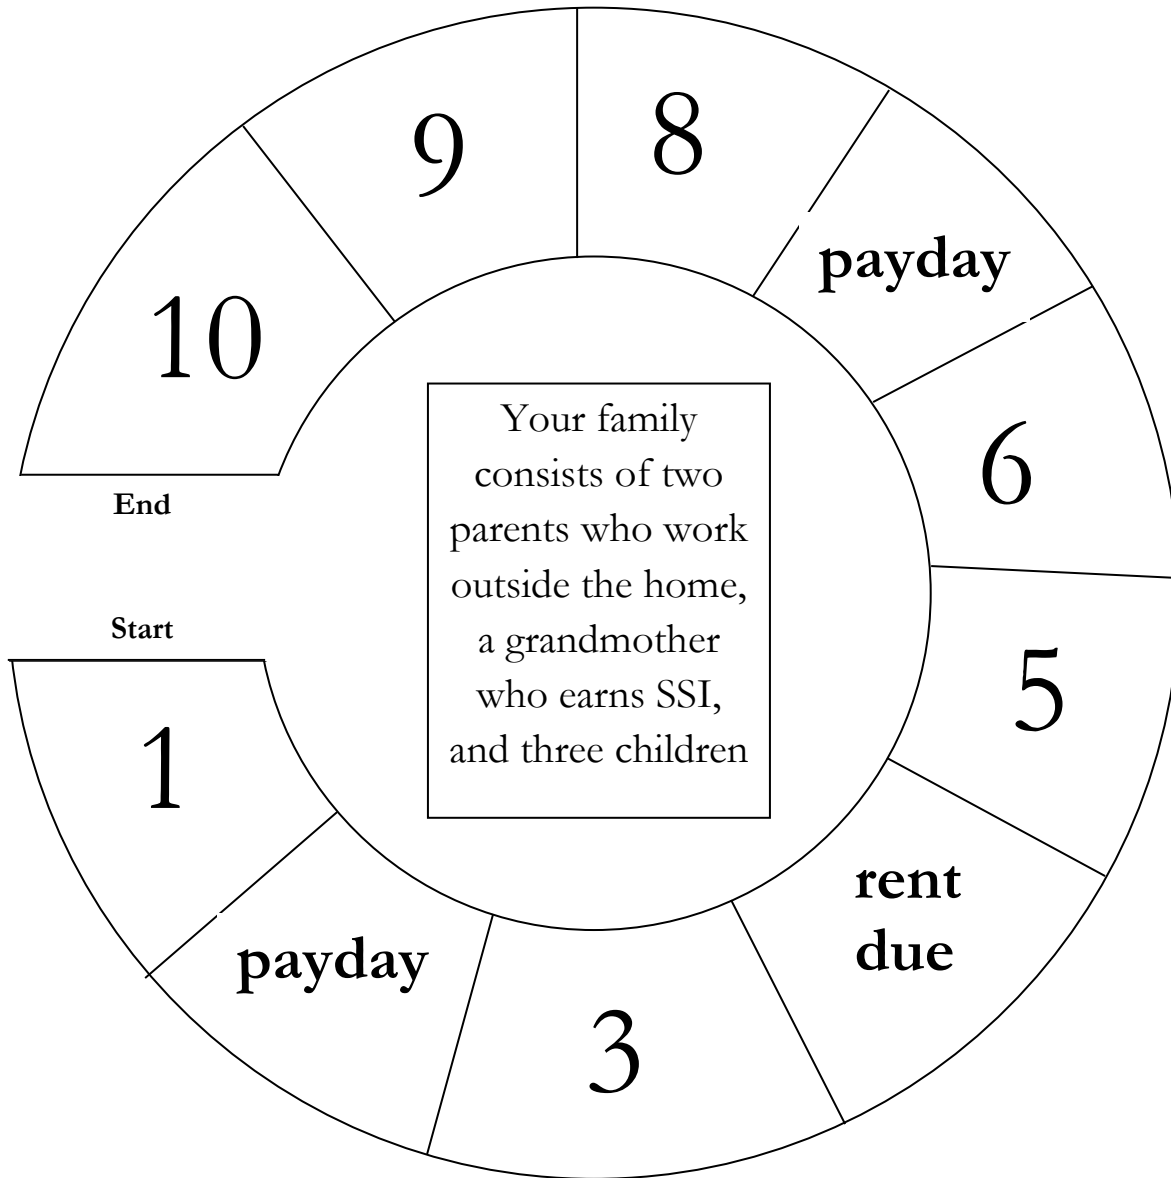 9
8
payday
10
6
End
Your family
consists of two
parents who work
outside the home,
a grandmother
who earns SSI,
and three children
Start
5
1
rent
due
payday
3